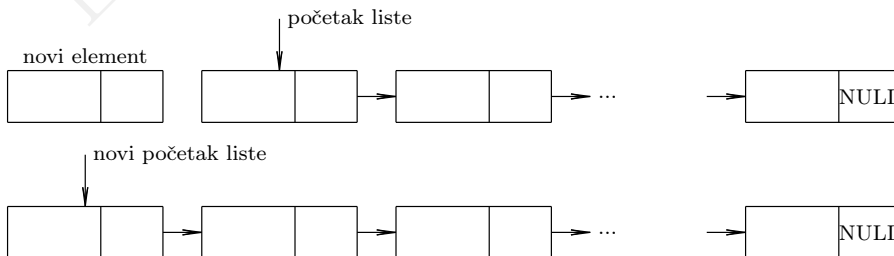 početak liste
novi element
...
NULL
novi početak liste
...
NULL